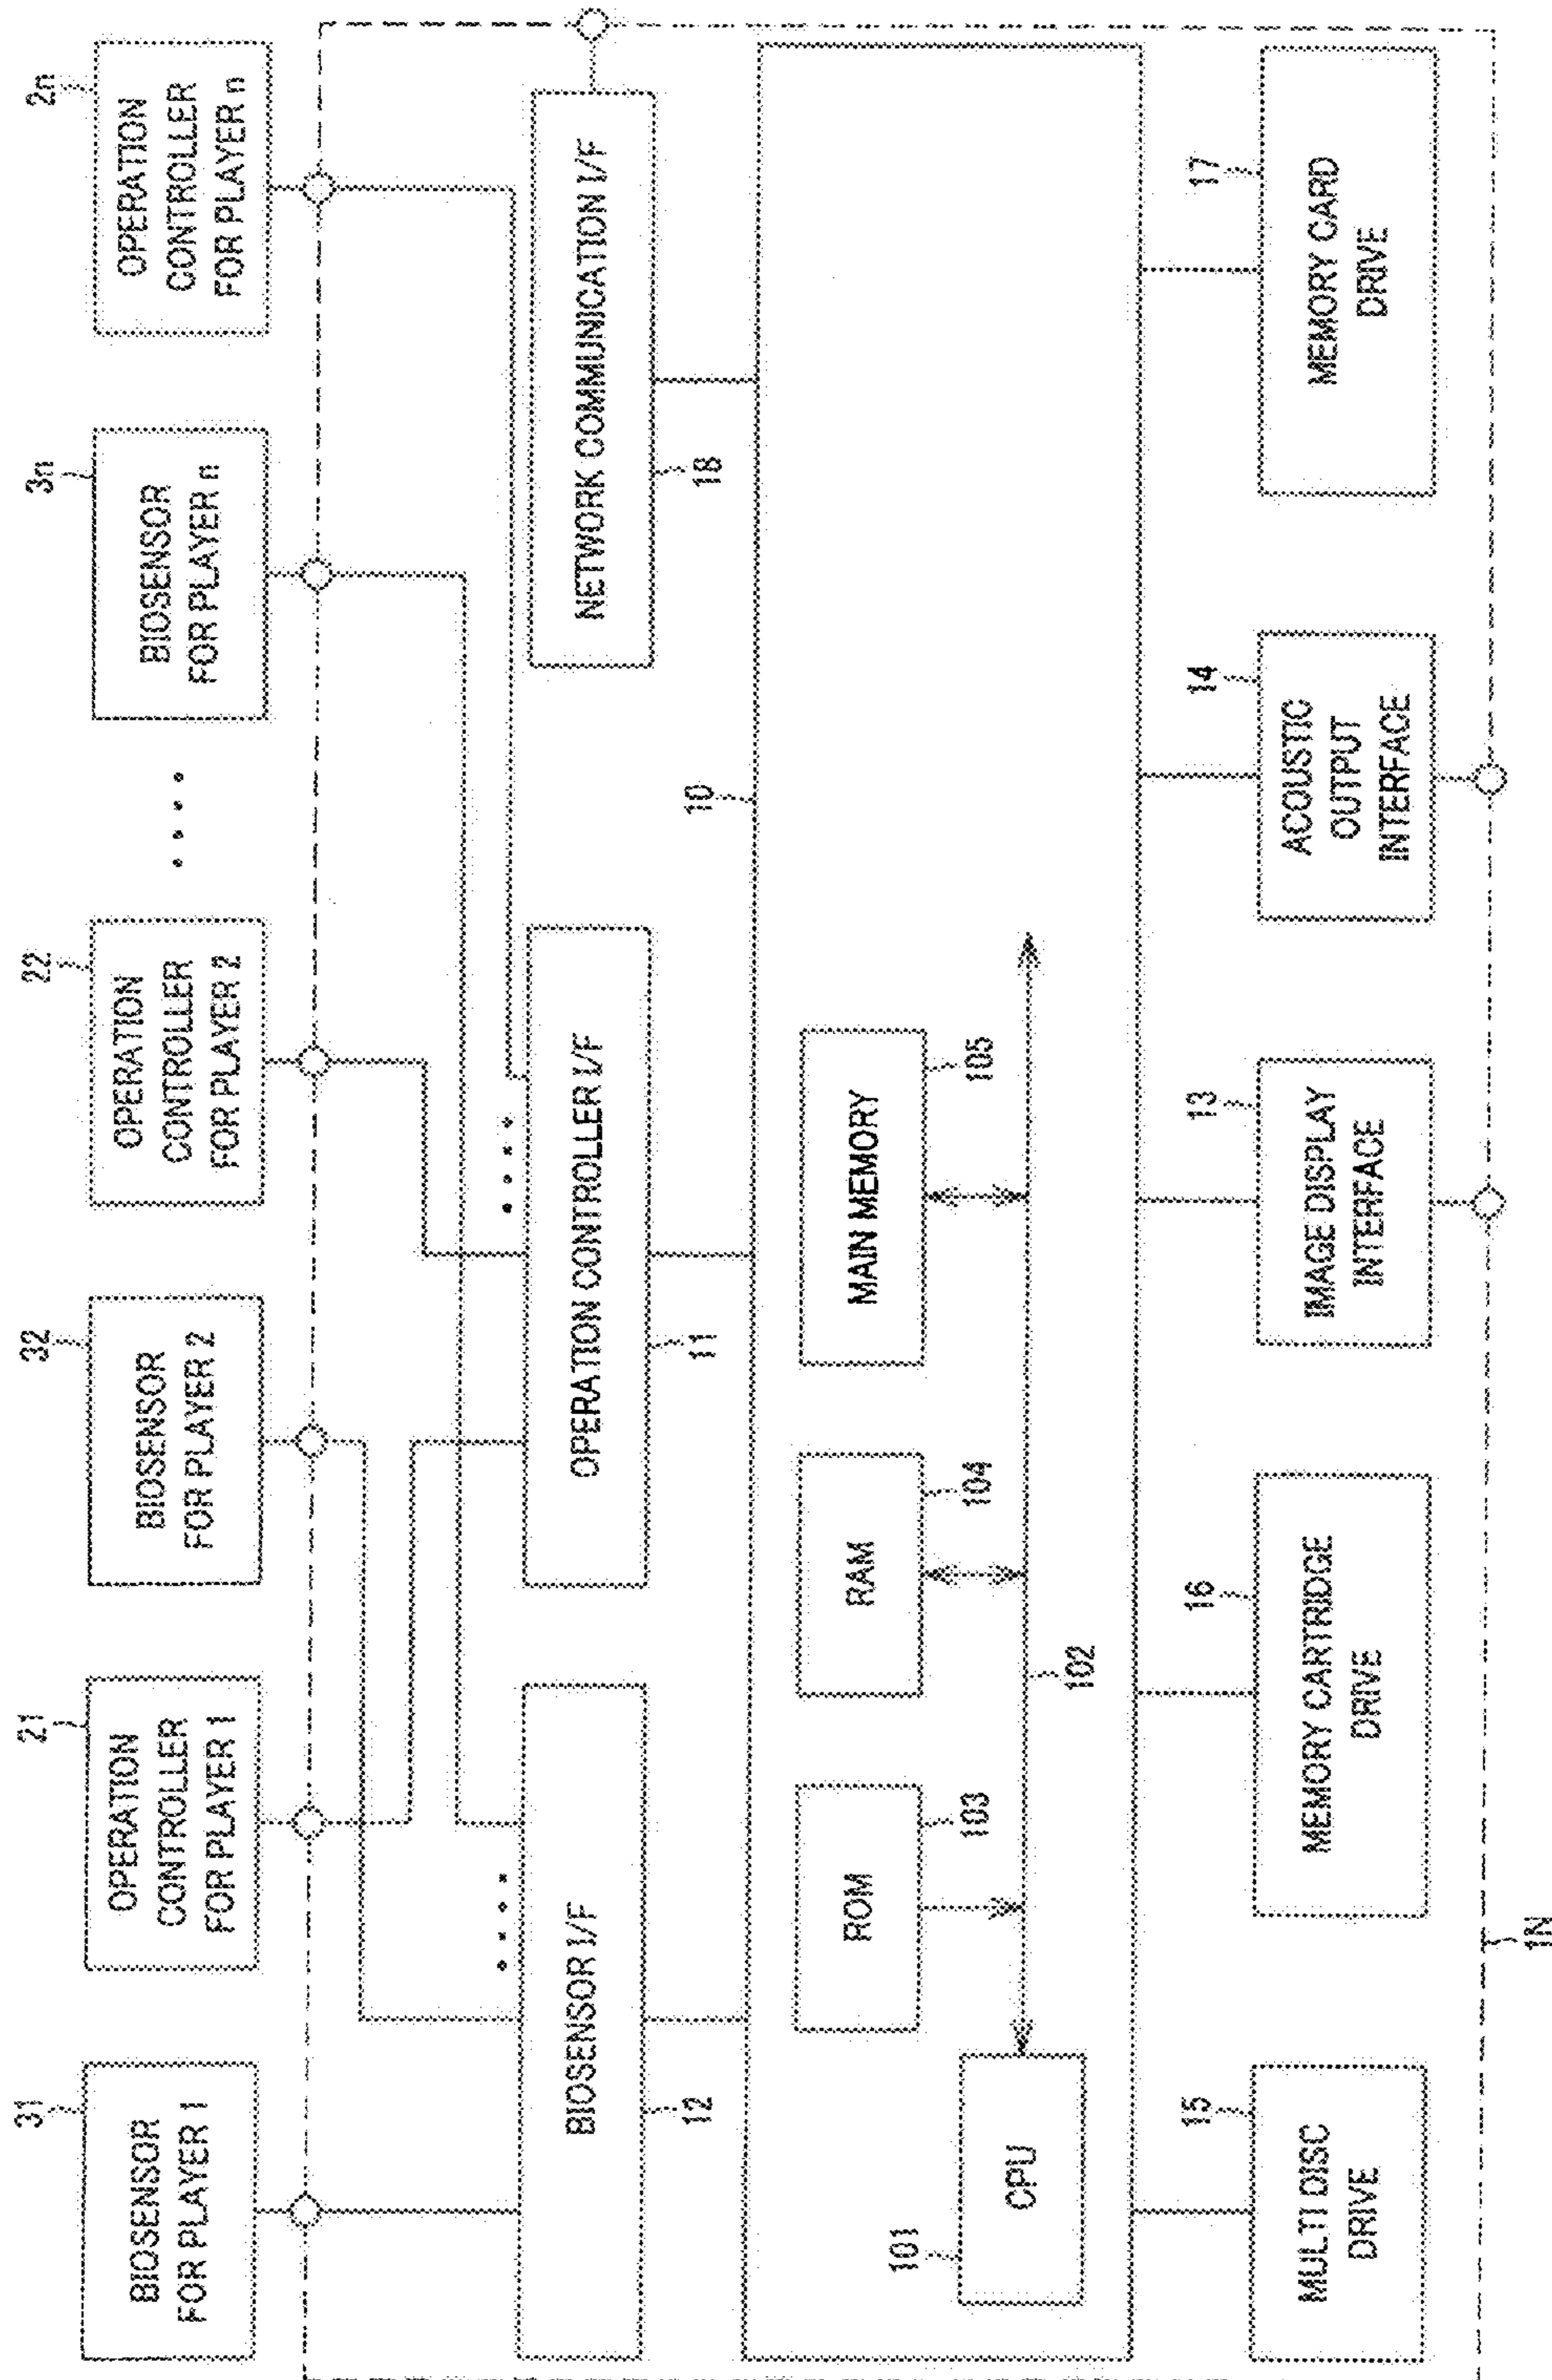 31
BIOSENSOR
FOR PLAYER 1
21
OPERATION
CONTROLLER
FOR PLAYER 1
32
BIOSENSOR
FOR PLAYER 2
22
OPERATION
CONTROLLER
FOR PLAYER 2
3n
BIOSENSOR
FOR PLAYER n
2n
OPERATION
CONTROLLER
FOR PLAYER n
BIOSENSOR I/F
12
OPERATION CONTROLLER I/F
11
NETWORK COMMUNICATION I/F
18
10
101
CPU
ROM
103
RAM
104
MAIN MEMORY
105
102
15
MULTI DISC
DRIVE
16
MEMORY CARTRIDGE
DRIVE
13
IMAGE DISPLAY
INTERFACE
14
ACOUSTIC
OUTPUT
INTERFACE
17
MEMORY CARD
DRIVE
1N